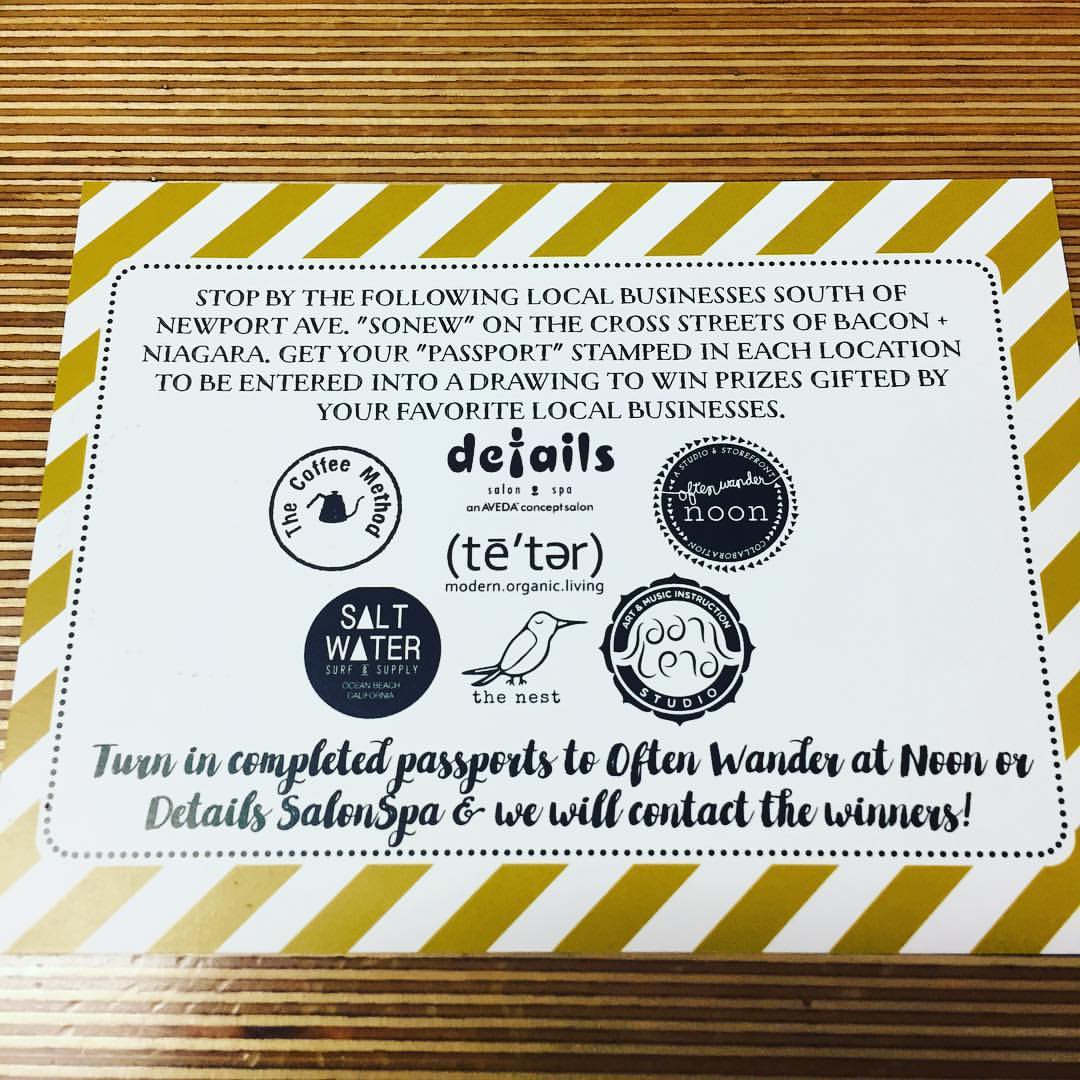 STOP BY THE FOLLOWING LOCAL BUSINESSES SOUTH OF
NEWPORT AVE. "SONEW" ON THE CROSS STREETS OF BACON +
NIAGARA. GET YOUR "PASSPORT" STAMPED IN EACH LOCATION
TO BE ENTERED INTO A DRAWING TO WIN PRIZES GIFTED BY
YOUR FAVORITE LOCAL BUSINESSES.
The Coffee Method
details
salon & spa
an AVEDA concept salon
A STUDIO & STOREFRONT
often wander
noon
COLLABORATION
(tē'tər)
modern.organic.living
SALT
WATER
SURF & SUPPLY
OCEAN BEACH
CALIFORNIA
the nest
ART & MUSIC INSTRUCTION
STUDIO
Turn in completed passports to Often Wander at Noon or
Details SalonSpa & we will contact the winners!